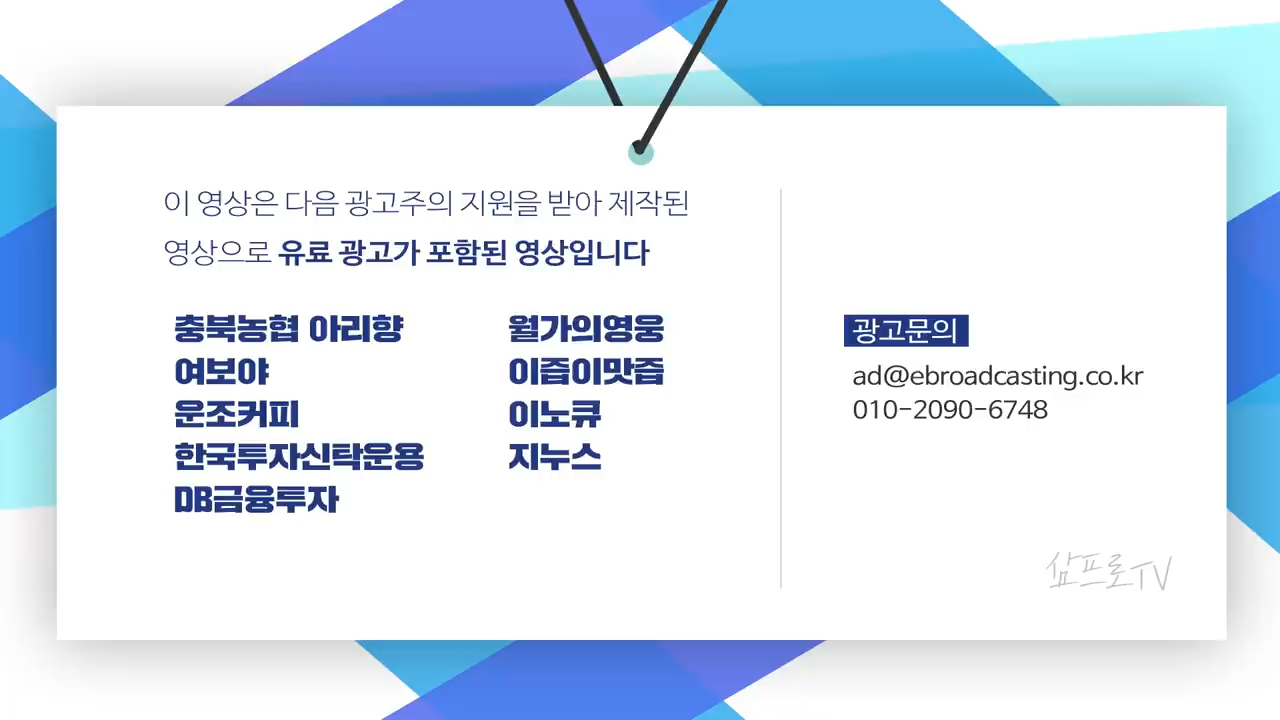 이 영상은 다음 광고주의 지원을 받아 제작된
영상으로 유료 광고가 포함된 영상입니다
충북농협 아리향
여보야
운조커피
한국투자신탁운용
DB금융투자
월가의영웅
이즙이맛즙
이노큐
지누스
광고문의
ad@ebroadcasting.co.kr
010-2090-6748
삼프로TV